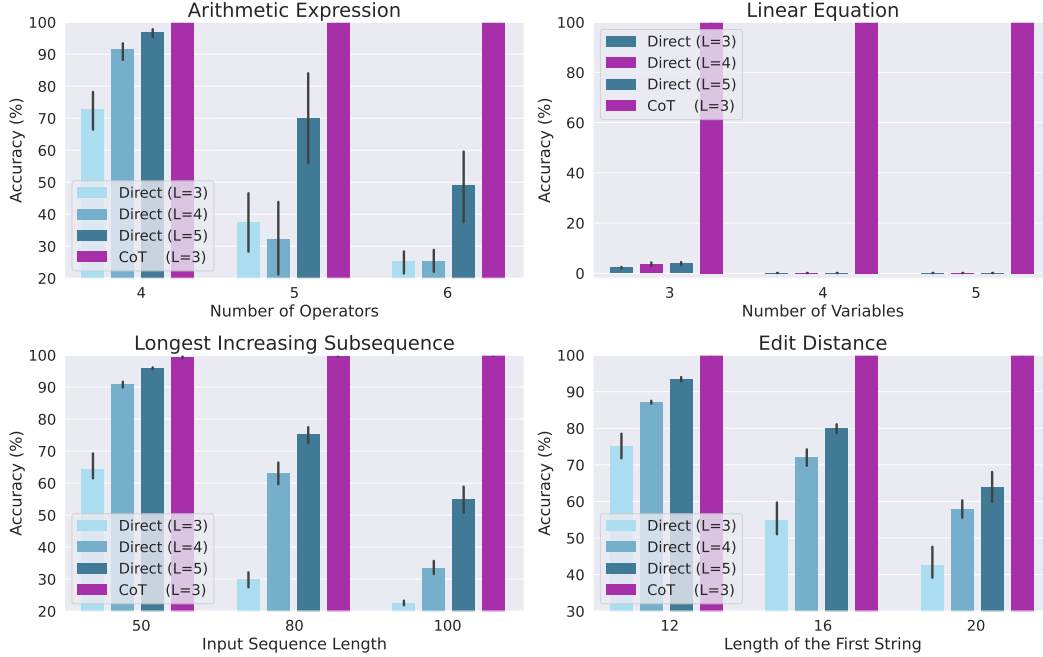 Arithmetic Expression
100
90
80
70
60
50
40
30
20
Accuracy (%)
Direct (L=3)
Direct (L=4)
Direct (L=5)
CoT (L=3)
4
5
6
Number of Operators
Linear Equation
100
80
60
40
20
0
Accuracy (%)
Direct (L=3)
Direct (L=4)
Direct (L=5)
CoT (L=3)
3
4
5
Number of Variables
Longest Increasing Subsequence
100
90
80
70
60
50
40
30
20
Accuracy (%)
Direct (L=3)
Direct (L=4)
Direct (L=5)
CoT (L=3)
50
80
100
Input Sequence Length
Edit Distance
100
90
80
70
60
50
40
30
Accuracy (%)
Direct (L=3)
Direct (L=4)
Direct (L=5)
CoT (L=3)
12
16
20
Length of the First String